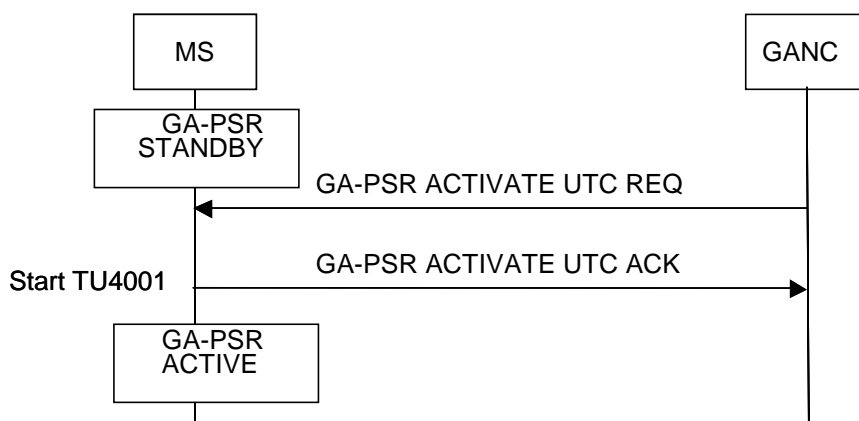 MS
GANC
GA-PSR
STANDBY
GA-PSR ACTIVATE UTC REQ
GA-PSR ACTIVATE UTC ACK
Start TU4001
GA-PSR
ACTIVE